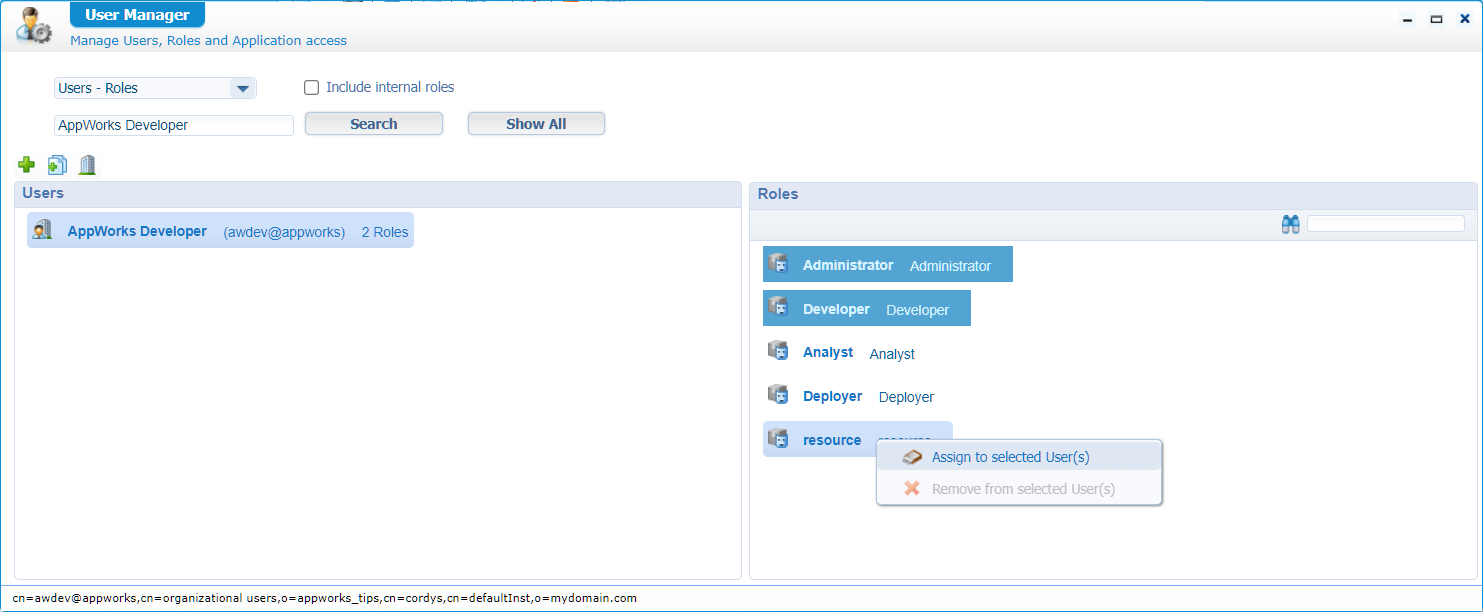 User Manager
Manage Users, Roles and Application access
Users - Roles
Include internal roles
AppWorks Developer
Search
Show All
Users
AppWorks Developer (awdev@appworks) 2 Roles
Roles
Administrator Administrator
Developer Developer
Analyst Analyst
Deployer Deployer
resource
Assign to selected User(s)
Remove from selected User(s)
cn=awdev@appworks,cn=organizational users,o=appworks_tips,cn=cordys,cn=defaultInst,o=mydomain.com